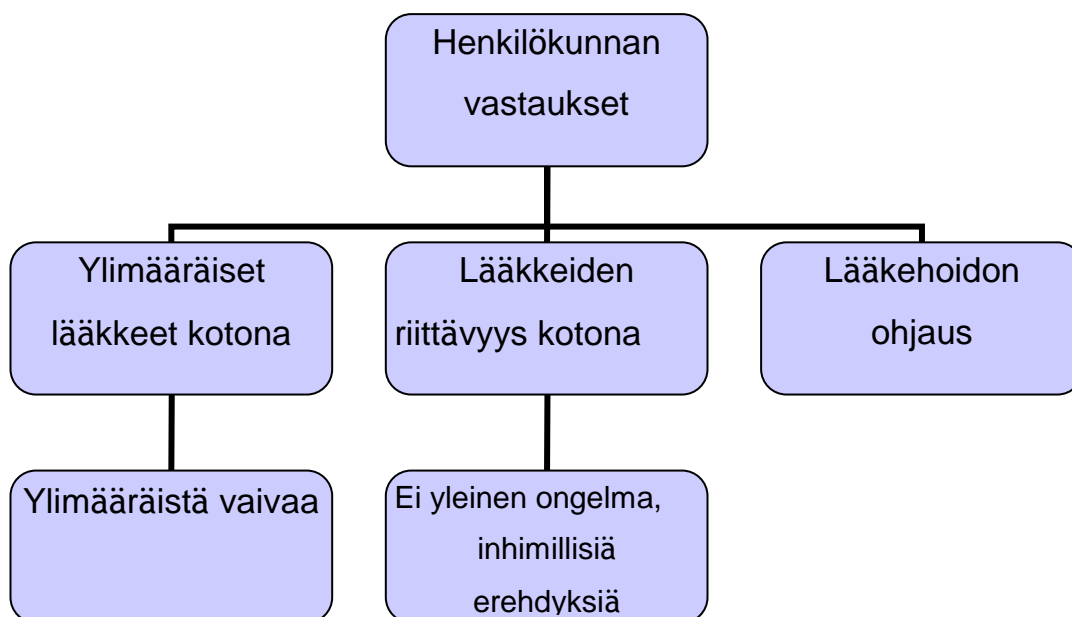 Henkilökunnan
vastaukset
Ylimääräiset
lääkkeet kotona
Lääkkeiden
riittävyys kotona
Lääkehoidon
ohjaus
Ylimääräistä vaivaa
Ei yleinen ongelma,
inhimillisiä
erehdyksiä